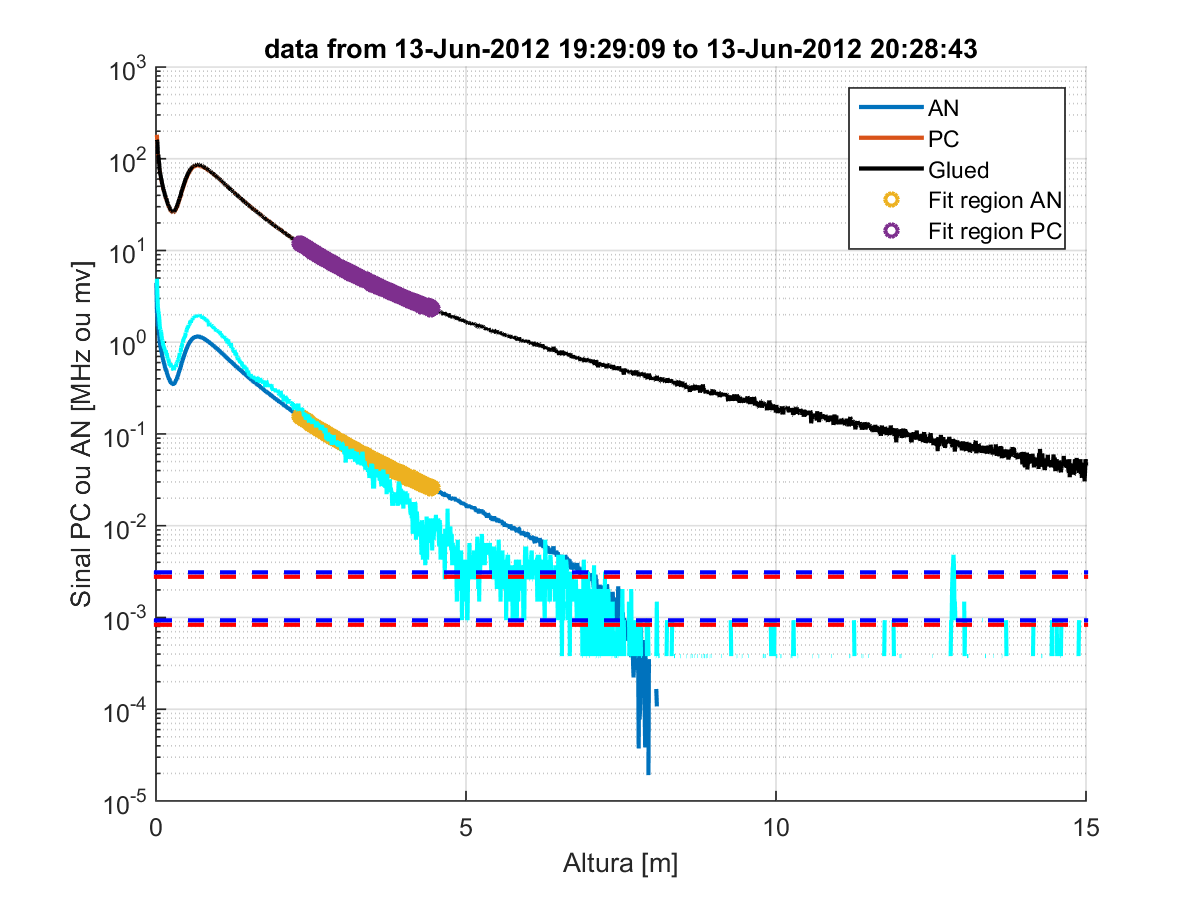 data from 13-Jun-2012 19:29:09 to 13-Jun-2012 20:28:43
10^3
10^2
10^1
10^0
10^-1
10^-2
10^-3
10^-4
10^-5
Sinal PC ou AN [MHz ou mv]
AN
PC
Glued
Fit region AN
Fit region PC
0 5 10 15
Altura [m]